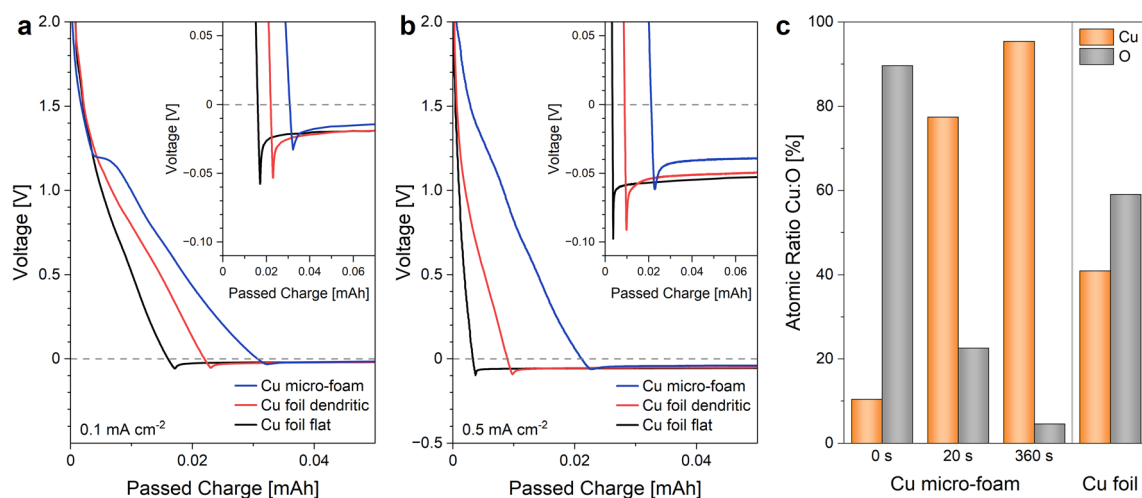 a
2.0
1.5
1.0
0.5
0
Voltage [V]
0
0.02
0.04
Passed Charge [mAh]
0.05
0
−0.05
−0.10
Voltage [V]
0
0.02
0.04
0.06
Passed Charge [mAh]
Cu micro-foam
Cu foil dendritic
Cu foil flat
0.1 mA cm-2
b
2.0
1.5
1.0
0.5
0
−0.5
Voltage [V]
0
0.02
0.04
Passed Charge [mAh]
0.05
0
−0.05
−0.10
Voltage [V]
0
0.02
0.04
0.06
Passed Charge [mAh]
Cu micro-foam
Cu foil dendritic
Cu foil flat
0.5 mA cm-2
c
100
80
60
40
20
0
Atomic Ratio Cu:O [%]
Cu
O
0 s
20 s
360 s
Cu micro-foam
Cu foil